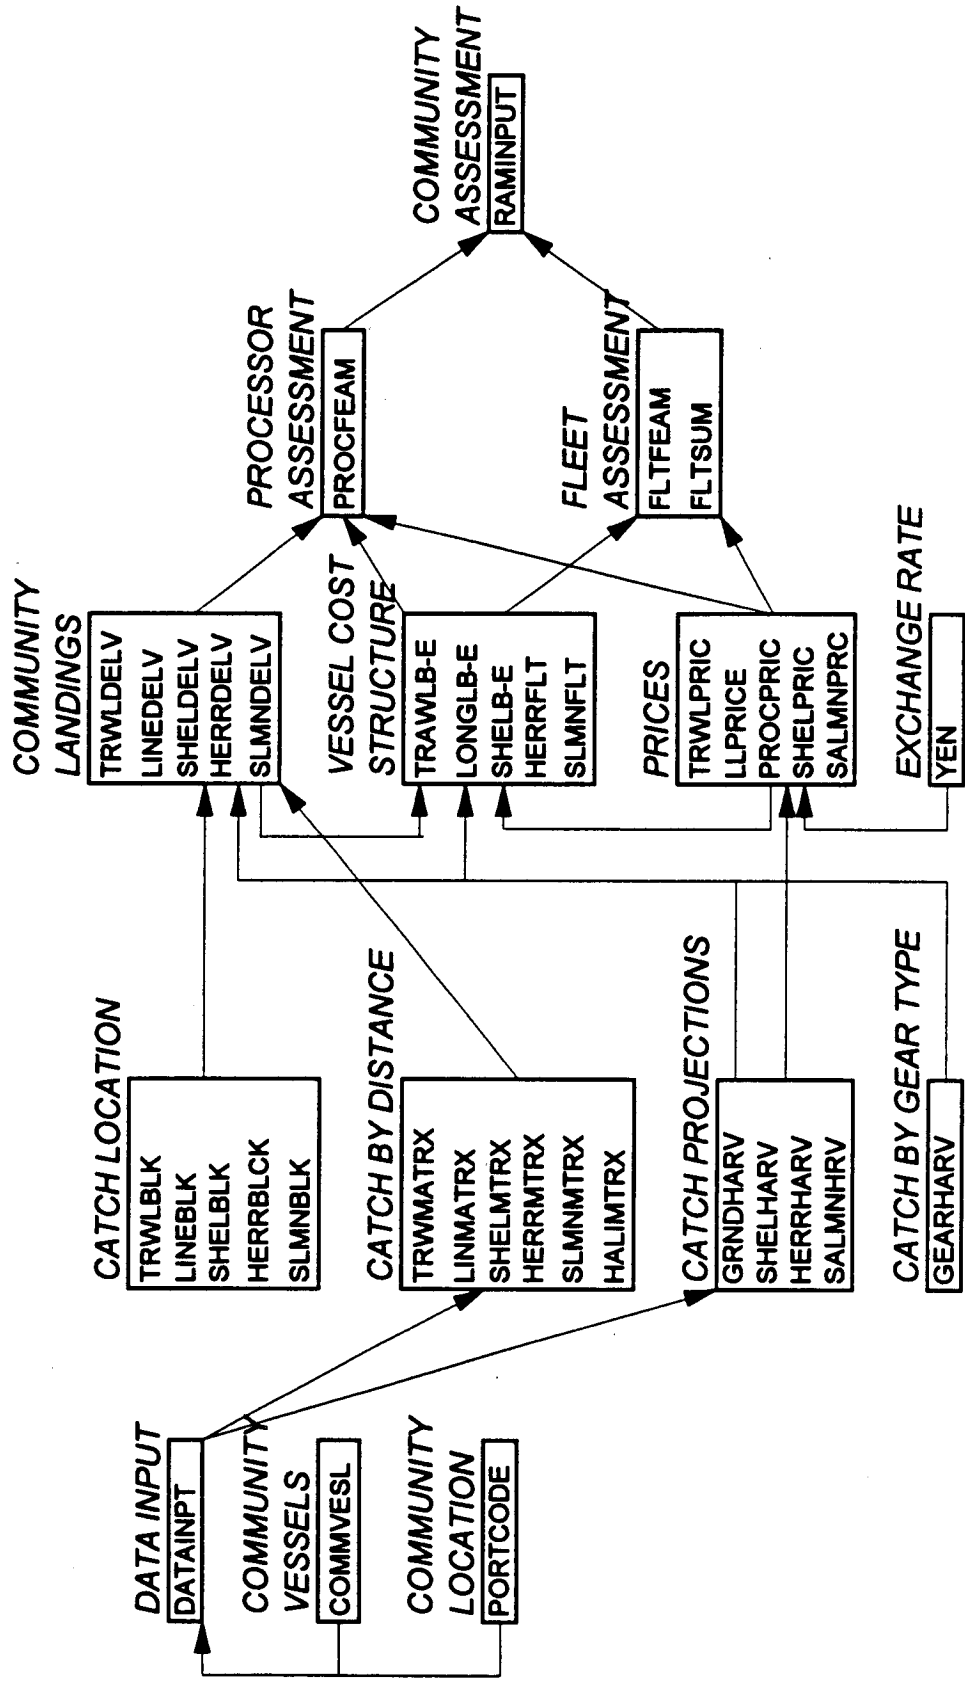 DATA INPUT
DATAINPT
COMMUNITY
VESSELS
COMMVESL
COMMUNITY
LOCATION
PORTCODE
CATCH LOCATION
TRWLBLK
LINEBLK
SHELBLK
HERRBLCK
SLMNBLK
CATCH BY DISTANCE
TRWMATRX
LINMATRX
SHELMTRX
HERRMTRX
SLMNMTRX
HALIMTRX
CATCH PROJECTIONS
GRNDHARV
SHELHARV
HERRHARV
SALMNHRV
CATCH BY GEAR TYPE
GEARHARV
COMMUNITY
LANDINGS
TRWLDELV
LINEDELV
SHELDELV
HERRDELV
SLMNDELV
VESSEL COST
STRUCTURE
TRAWLB-E
LONGLB-E
SHELB-E
HERRFLT
SLMNFLT
PRICES
TRWLPRIC
LLPRICE
PROCPRIC
SHELPRIC
SALMNPRC
EXCHANGE RATE
YEN
PROCESSOR
ASSESSMENT
PROCFEAM
FLEET
ASSESSMENT
FLTFEAM
FLTSUM
COMMUNITY
ASSESSMENT
RAMINPUT